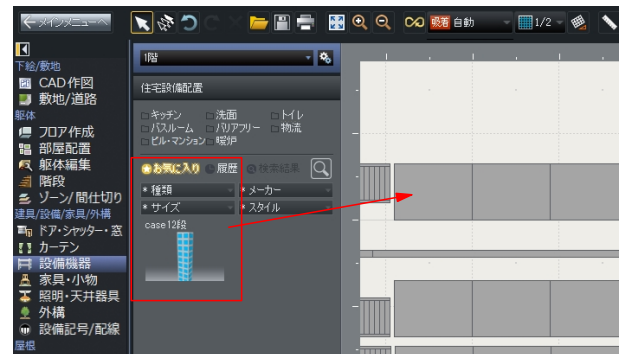 ←メインメニューへ
吸着 自動
1/2
下絵/敷地
CAD作図
敷地/道路
躯体
フロア作成
部屋配置
躯体編集
階段
ゾーン/間仕切り
建具/設備/家具/外構
ドア・シャッター・窓
カーテン
設備機器
家具・小物
照明・天井器具
外構
設備記号/配線
屋根
1階
住宅設備配置
キッチン 洗面 トイレ
バスルーム バリアフリー 物流
ビル・マンション 暖炉
お気に入り 履歴 検索結果
* 種類 * メーカー
* サイズ * スタイル
case12段